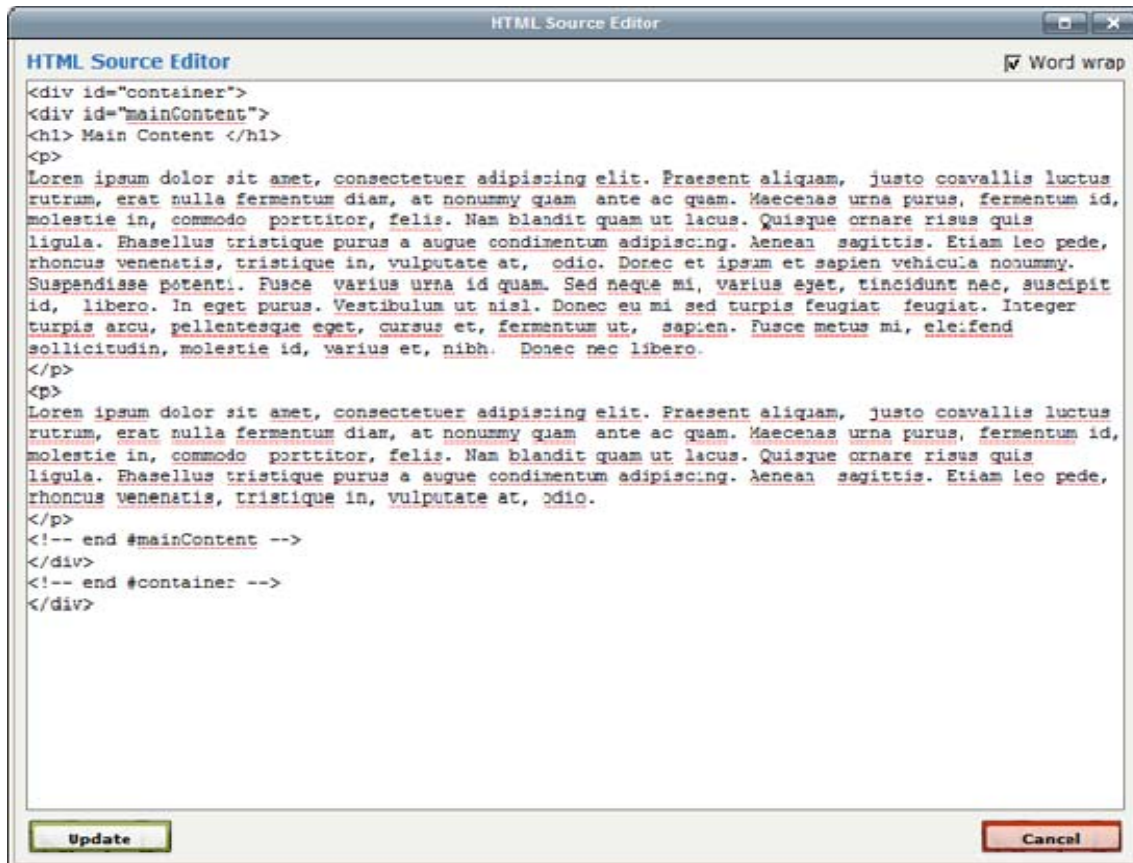 HTML Source Editor
HTML Source Editor
Word wrap
<div id="container">
<div id="mainContent">
<h1> Main Content </h1>
<p>
Lorem ipsum dolor sit amet, consectetuer adipiscing elit. Praesent aliquam,  justo convallis luctus
rutrum, erat nulla fermentum diam, at nonummy quam  ante ac quam. Maecenas urna purus, fermentum id,
molestie in,  commodo  porttitor, felis. Nam blandit quam ut lacus. Quisque ornare risus quis
ligula. Phasellus tristique purus a augue condimentum adipiscing. Aenean  sagittis. Etiam leo pede,
rhoncus venenatis, tristique in, vulputate at,  odio. Donec et ipsum et sapien vehicula nonummy.
Suspendisse potenti. Fusce  varius urna id quam. Sed neque mi, varius eget, tincidunt nec, suscipit
id,  libero. In eget purus. Vestibulum ut nisl. Donec eu mi sed turpis feugiat  feugiat. Integer
turpis arcu, pellentesque eget, cursus et, fermentum ut,  sapien. Fusce metus mi, eleifend
sollicitudin, molestie id, varius et, nibh.  Donec nec libero.
</p>
<p>
Lorem ipsum dolor sit amet, consectetuer adipiscing elit. Praesent aliquam,  justo convallis luctus
rutrum, erat nulla fermentum diam, at nonummy quam  ante ac quam. Maecenas urna purus, fermentum id,
molestie in,  commodo  porttitor, felis. Nam blandit quam ut lacus. Quisque ornare risus quis
ligula. Phasellus tristique purus a augue condimentum adipiscing. Aenean  sagittis. Etiam leo pede,
rhoncus venenatis, tristique in, vulputate at, odio.
</p>
<!-- end #mainContent -->
</div>
<!-- end #container -->
</div>
Update
Cancel